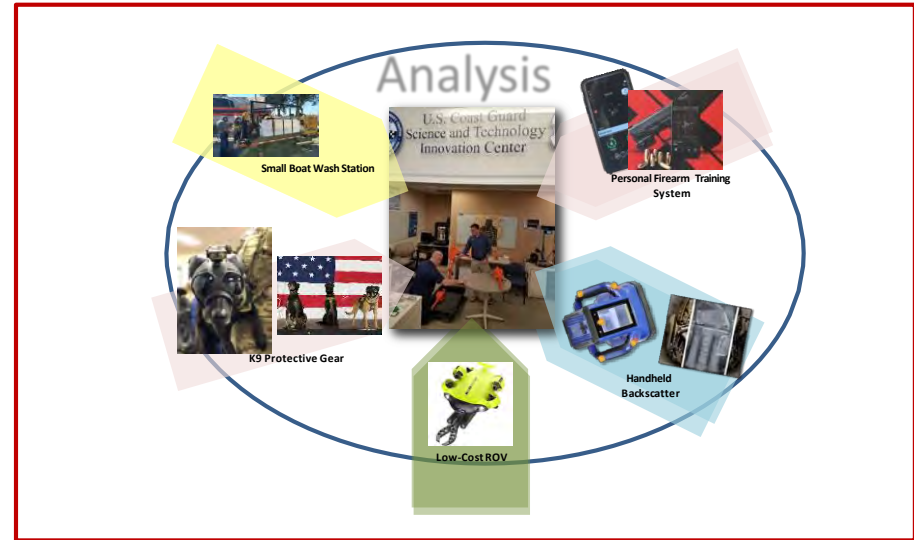 Analysis
U.S. Coast Guard
Science and Technology
Innovation Center
Small Boat Wash Station
Personal Firearm Training
System
K9 Protective Gear
Handheld
Backscatter
Low-Cost ROV